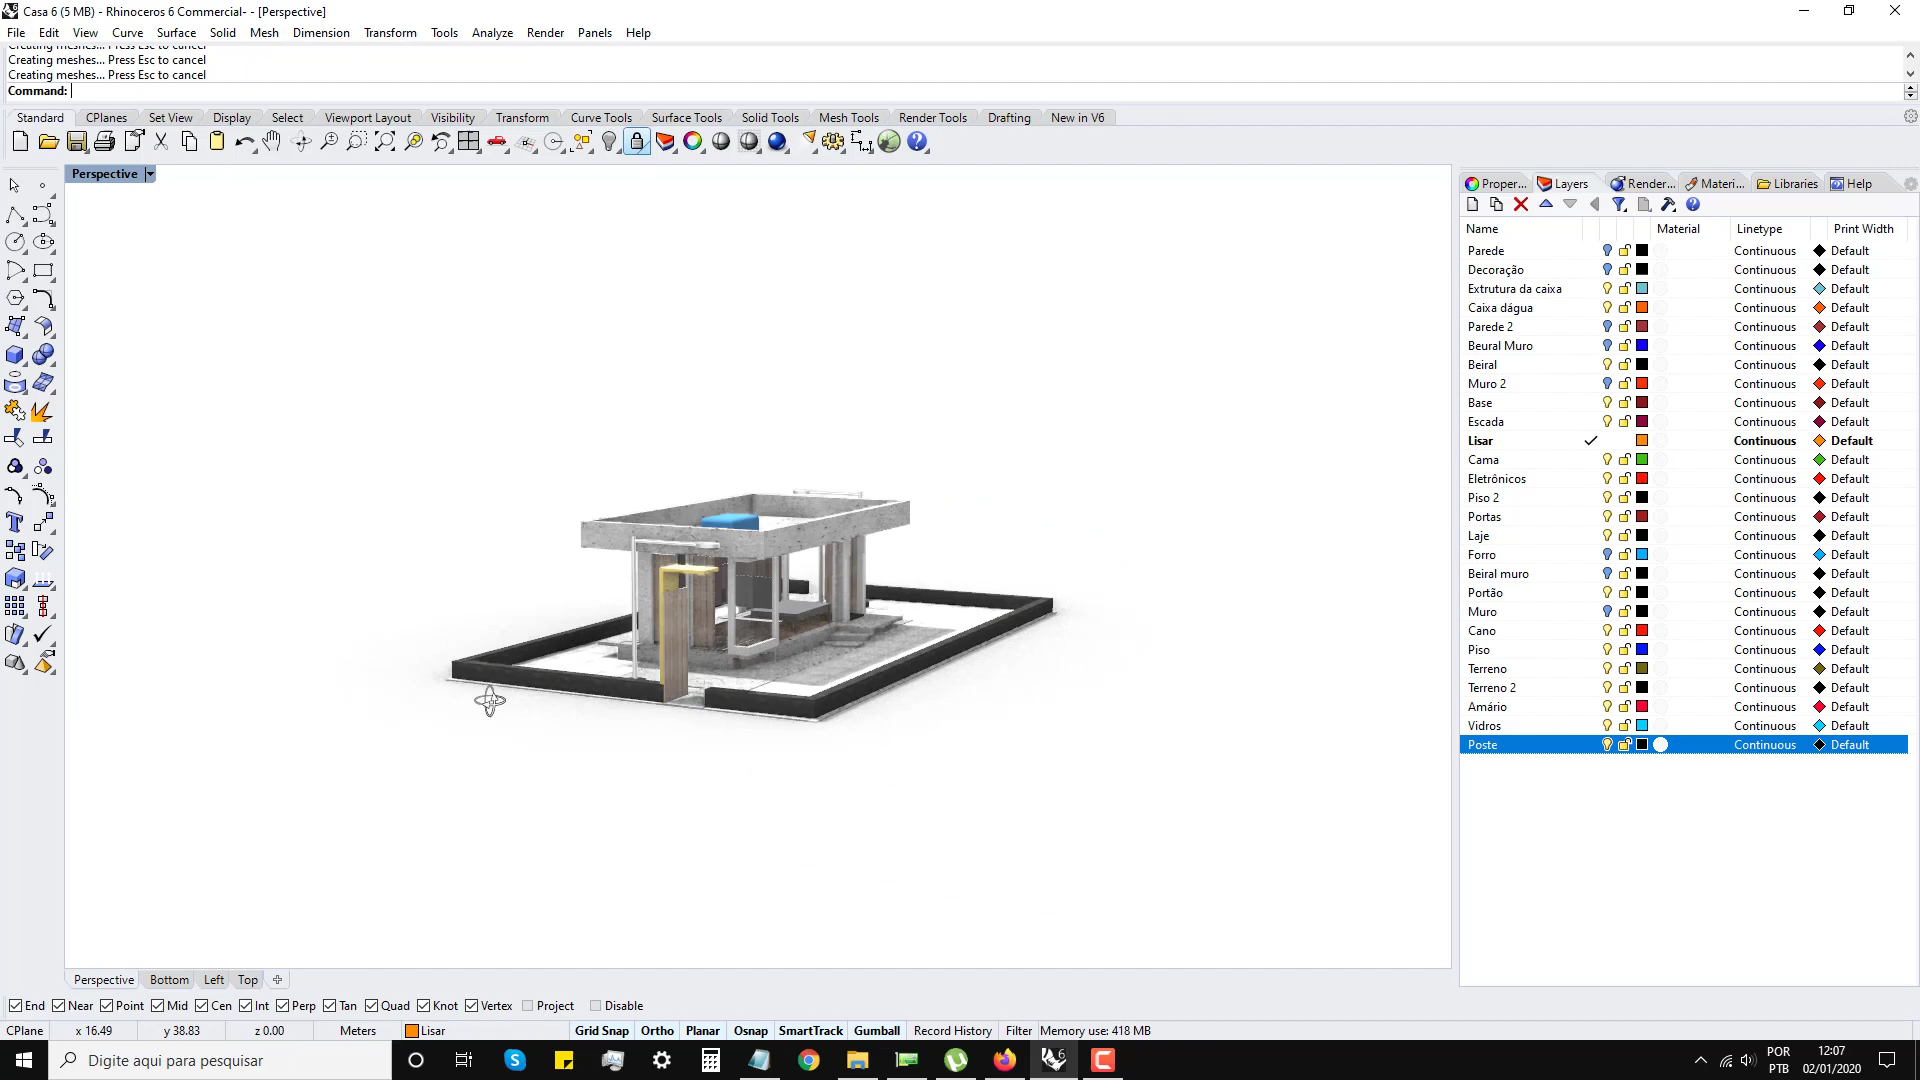 Casa 6 (5 MB) - Rhinoceros 6 Commercial- - [Perspective]
File Edit View Curve Surface Solid Mesh Dimension Transform Tools Analyze Render Panels Help
Creating meshes... Press Esc to cancel
Creating meshes... Press Esc to cancel
Creating meshes... Press Esc to cancel
Command:
Standard CPlanes Set View Display Select Viewport Layout Visibility Transform Curve Tools Surface Tools Solid Tools Mesh Tools Render Tools Drafting New in V6
Perspective
Proper... Layers Render... Materi... Libraries Help
Name Material Linetype Print Width
Parede Continuous Default
Decoração Continuous Default
Extrutura da caixa Continuous Default
Caixa dágua Continuous Default
Parede 2 Continuous Default
Beural Muro Continuous Default
Beiral Continuous Default
Muro 2 Continuous Default
Base Continuous Default
Escada Continuous Default
Lisar Continuous Default
Cama Continuous Default
Eletrônicos Continuous Default
Piso 2 Continuous Default
Portas Continuous Default
Laje Continuous Default
Forro Continuous Default
Beiral muro Continuous Default
Portão Continuous Default
Muro Continuous Default
Cano Continuous Default
Piso Continuous Default
Terreno Continuous Default
Terreno 2 Continuous Default
Amário Continuous Default
Vidros Continuous Default
Poste Continuous Default
Perspective Bottom Left Top
End Near Point Mid Cen Int Perp Tan Quad Knot Vertex Project Disable
CPlane x 16.49 y 38.83 z 0.00 Meters Lisar Grid Snap Ortho Planar Osnap SmartTrack Gumball Record History Filter Memory use: 418 MB
Digite aqui para pesquisar
POR 12:07
PTB 02/01/2020